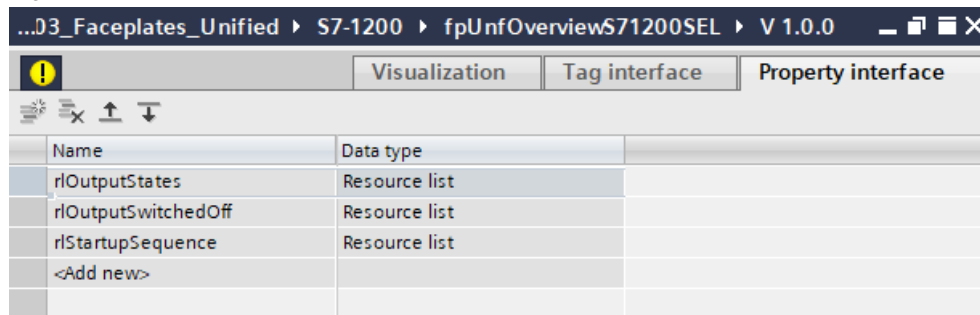 ...03_Faceplates_Unified ▸ S7-1200 ▸ fpUnfOverviewS71200SEL ▸ V 1.0.0
Visualization Tag interface Property interface
Name Data type
rlOutputStates Resource list
rlOutputSwitchedOff Resource list
rlStartupSequence Resource list
<Add new>